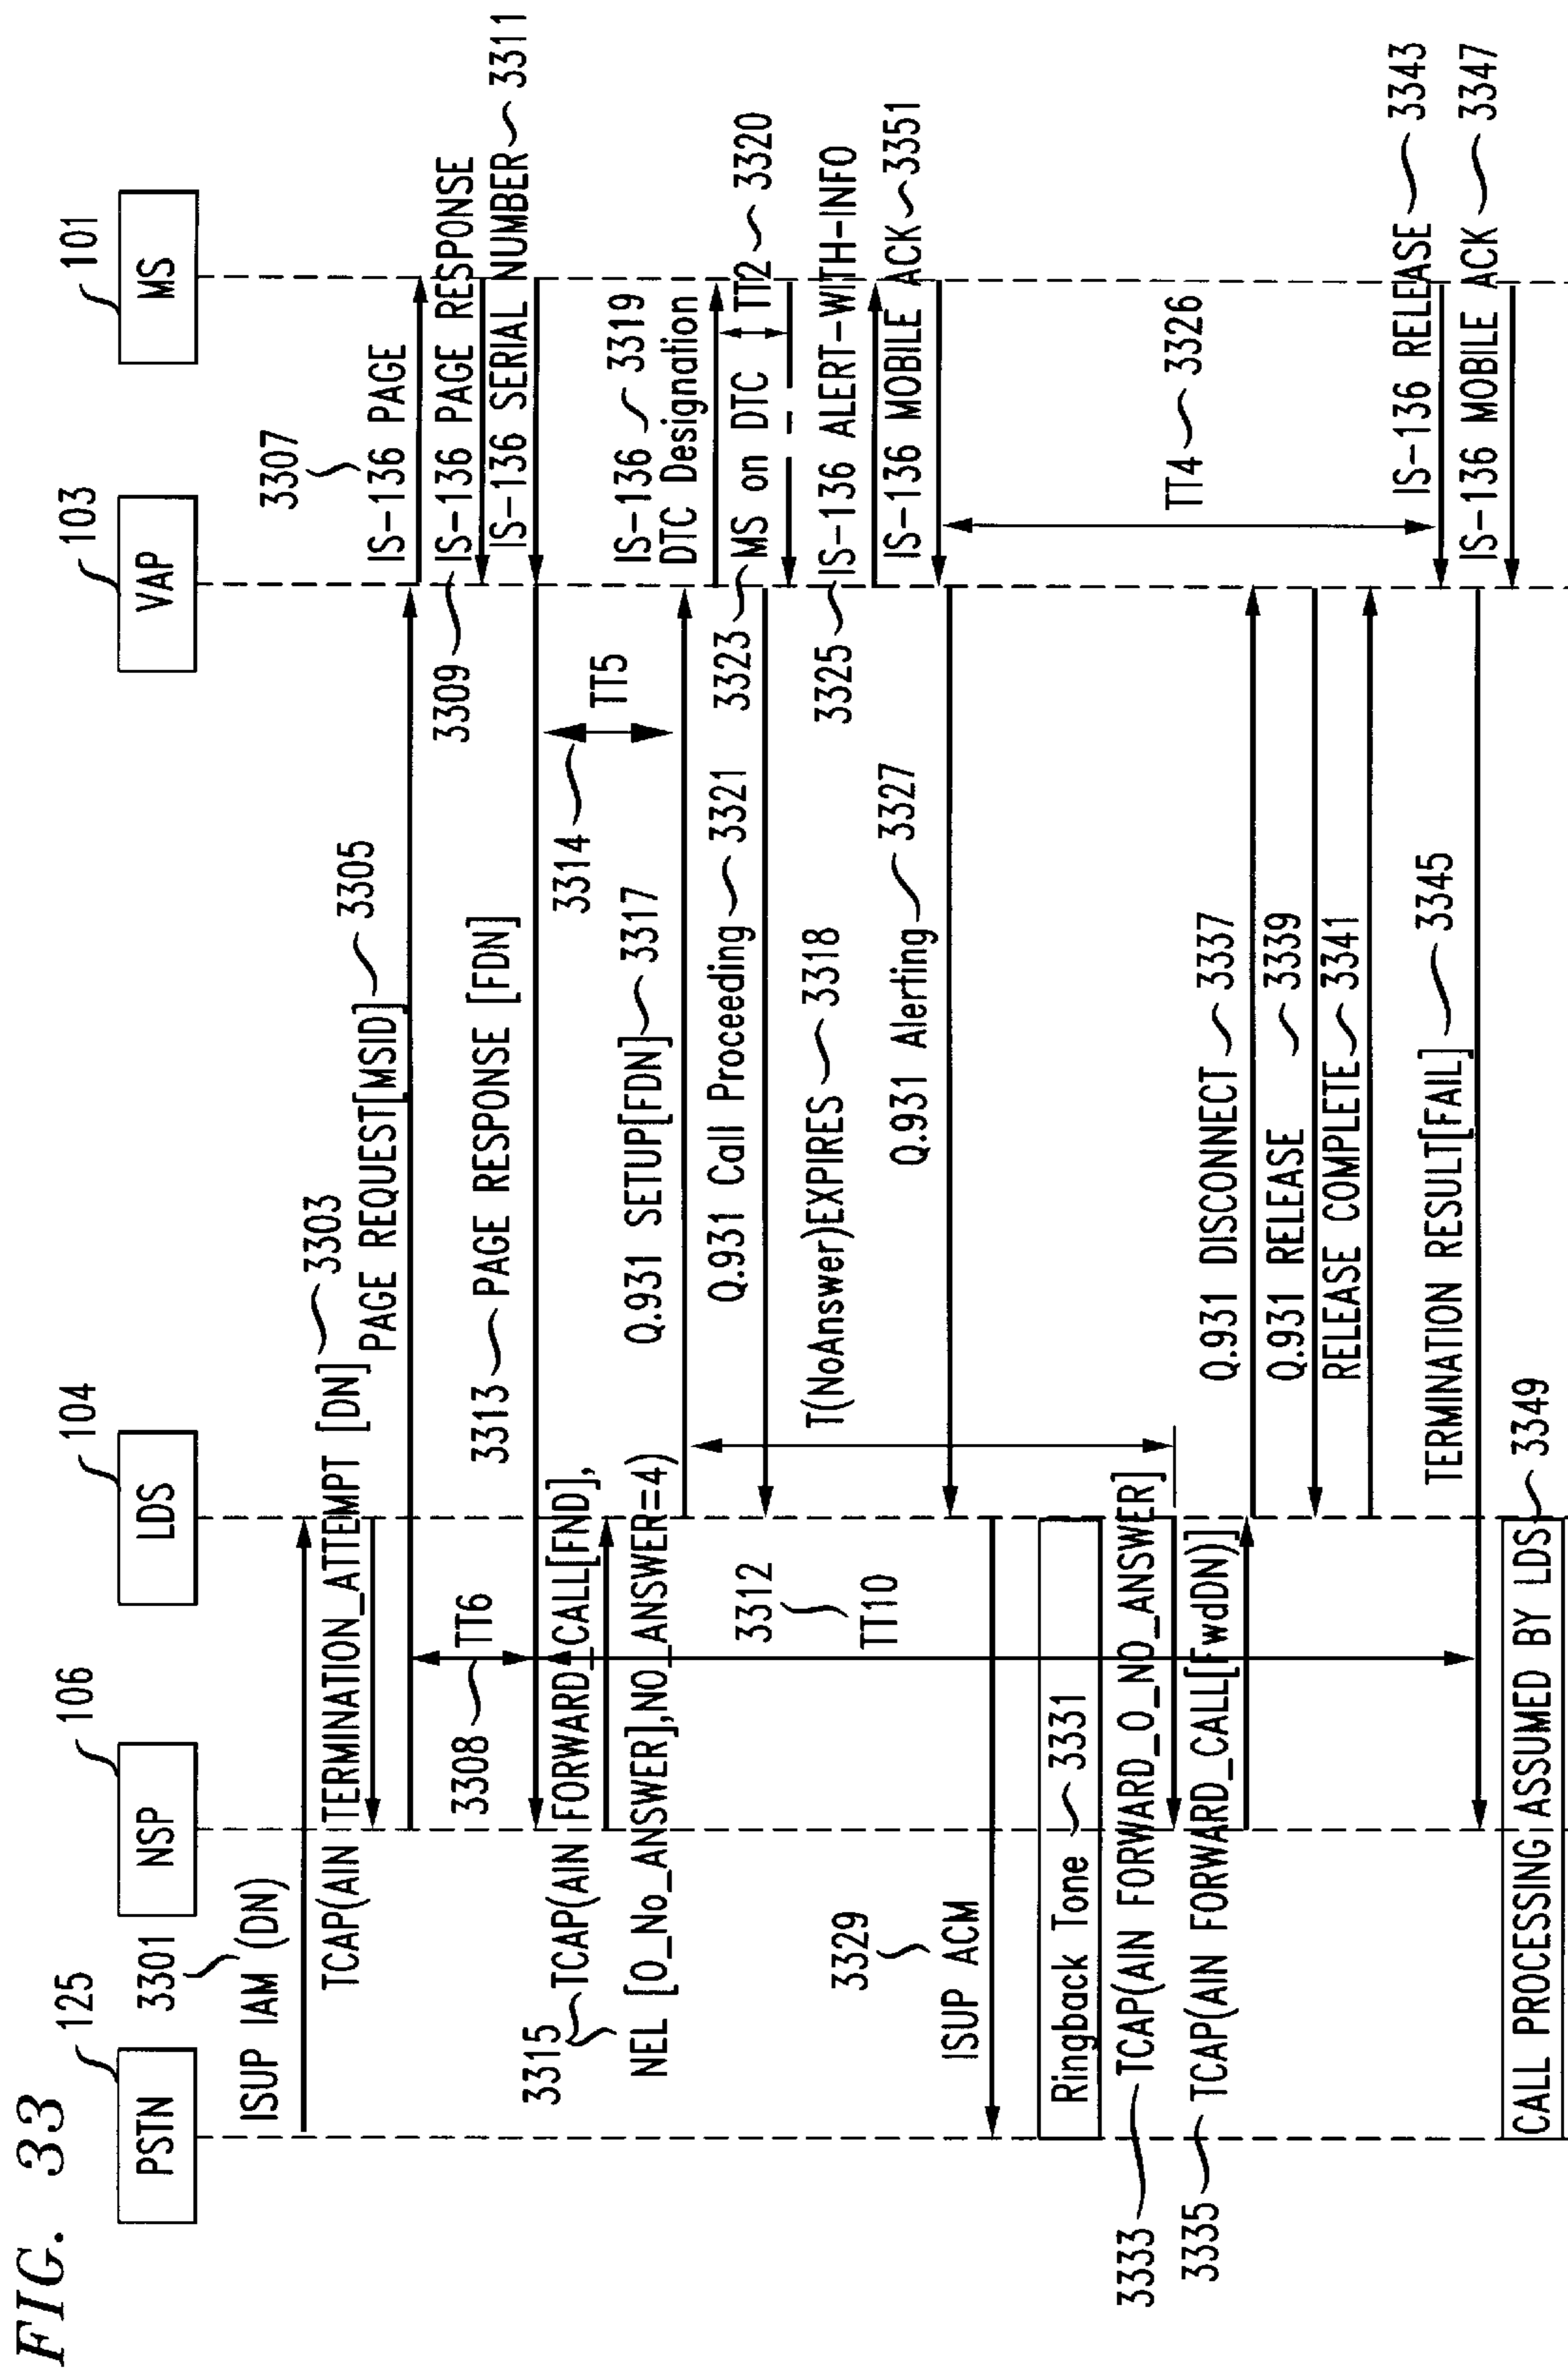 FIG. 33
PSTN
125
NSP
106
LDS
104
VAP
103
MS
101
3301
ISUP IAM (DN)
TCAP(AIN TERMINATION_ATTEMPT [DN]
3303
PAGE REQUEST[MSID]
3305
3307
IS-136 PAGE
3308
TT6
3309
IS-136 PAGE RESPONSE
IS-136 SERIAL NUMBER
3311
3313
PAGE RESPONSE [FDN]
3314
TT5
3315
TCAP(AIN FORWARD_CALL[FND],
NEL [O_No_ANSWER],NO_ANSWER=4)
Q.931 SETUP[FDN]
3317
IS-136
3319
DTC Designation
Q.931 Call Proceeding
3321
3323
MS on DTC
TT2
3320
3312
TT10
T(NoAnswer)EXPIRES
3318
3325
IS-136 ALERT-WITH-INFO
IS-136 MOBILE ACK
3351
Q.931 Alerting
3327
3329
ISUP ACM
Ringback Tone
3331
TT4
3326
3333
TCAP(AIN FORWARD_O_NO_ANSWER]
3335
TCAP(AIN FORWARD_CALL[FwdDN)]
Q.931 DISCONNECT
3337
Q.931 RELEASE
3339
RELEASE COMPLETE
3341
IS-136 RELEASE
3343
TERMINATION RESULT[FAIL]
3345
IS-136 MOBILE ACK
3347
CALL PROCESSING ASSUMED BY LDS
3349